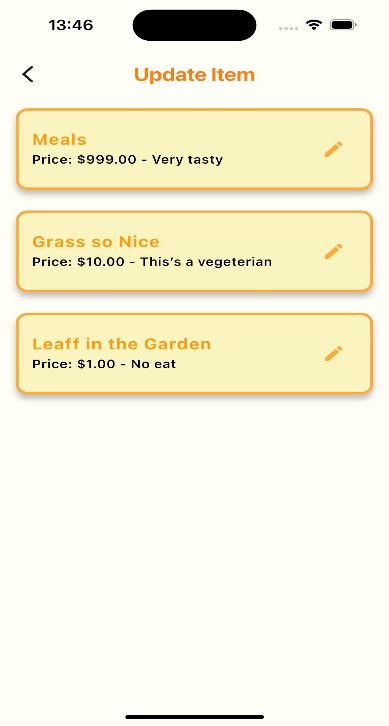 13:46
Update Item
Meals
Price: $999.00 - Very tasty
Grass so Nice
Price: $10.00 - This's a vegeterian
Leaff in the Garden
Price: $1.00 - No eat